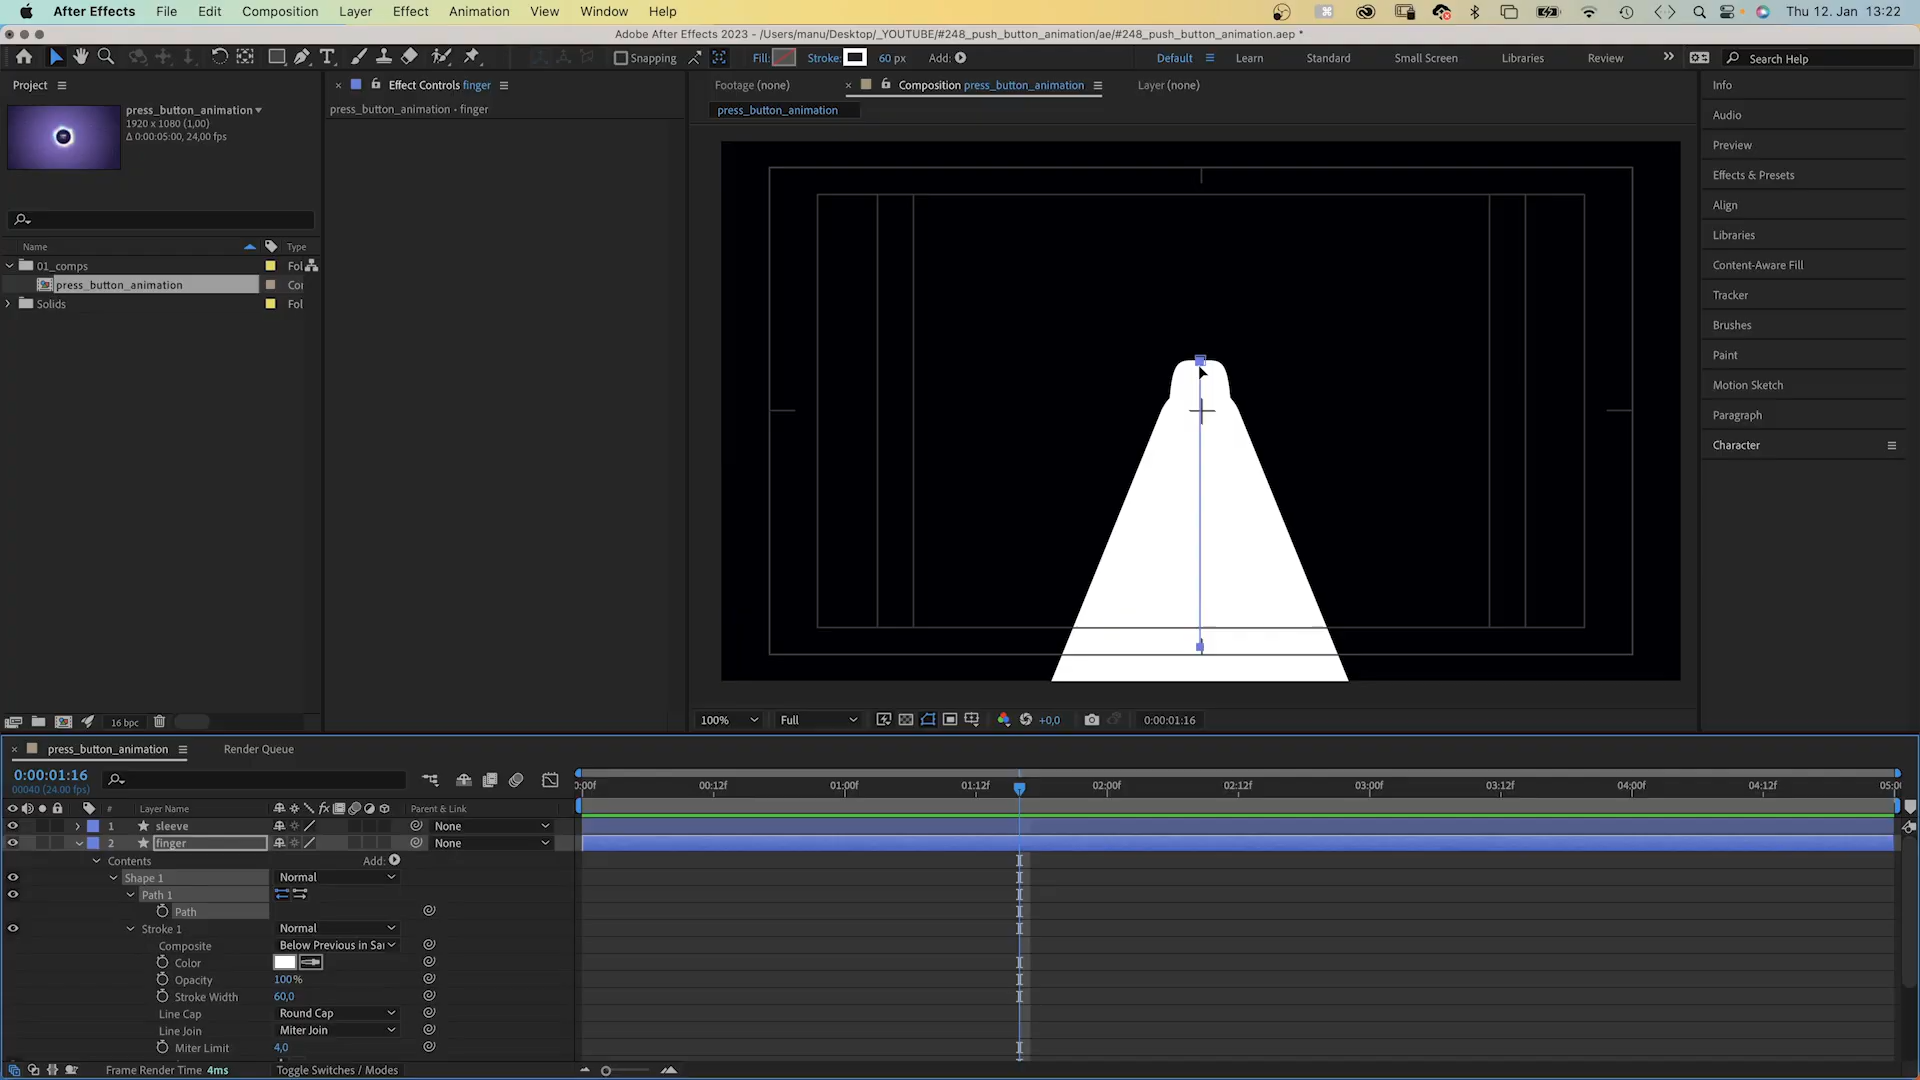 After Effects File Edit Composition Layer Effect Animation View Window Help Thu 12. Jan 13:22
Adobe After Effects 2023 - /Users/manu/Desktop/_YOUTUBE/#248_push_button_animation/ae/#248_push_button_animation.aep *
Snapping Fill: Stroke: 60 px Add: Default Learn Standard Small Screen Libraries Review Search Help
Project
press_button_animation
1920 x 1080 (1,00)
Δ 0:00:05:00, 24,00 fps
Name Type
01_comps Fol
press_button_animation Co
Solids Fol
16 bpc
Effect Controls finger
press_button_animation • finger
Footage (none) Composition press_button_animation Layer (none)
press_button_animation
100% Full +0,0 0:00:01:16
Info
Audio
Preview
Effects & Presets
Align
Libraries
Content-Aware Fill
Tracker
Brushes
Paint
Motion Sketch
Paragraph
Character
press_button_animation Render Queue
0:00:01:16
00040 (24.00 fps)
:00f 00:12f 01:00f 01:12f 02:00f 02:12f 03:00f 03:12f 04:00f 04:12f 05:0
# Layer Name fx Parent & Link
1 sleeve None
2 finger None
Contents Add:
Shape 1 Normal
Path 1
Path
Stroke 1 Normal
Composite Below Previous in Sa
Color
Opacity 100%
Stroke Width 60,0
Line Cap Round Cap
Line Join Miter Join
Miter Limit 4,0
Frame Render Time 4ms Toggle Switches / Modes